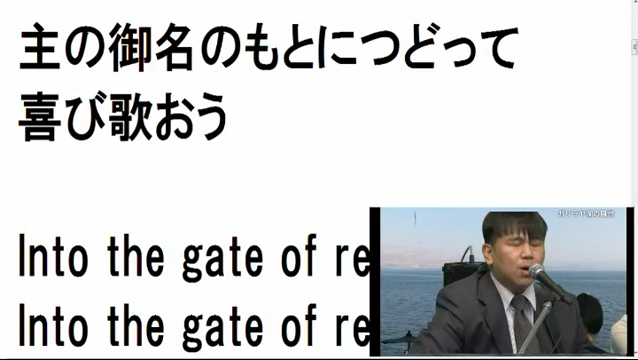 主の御名のもとにつどって
喜び歌おう
Into the gate of re
Into the gate of re